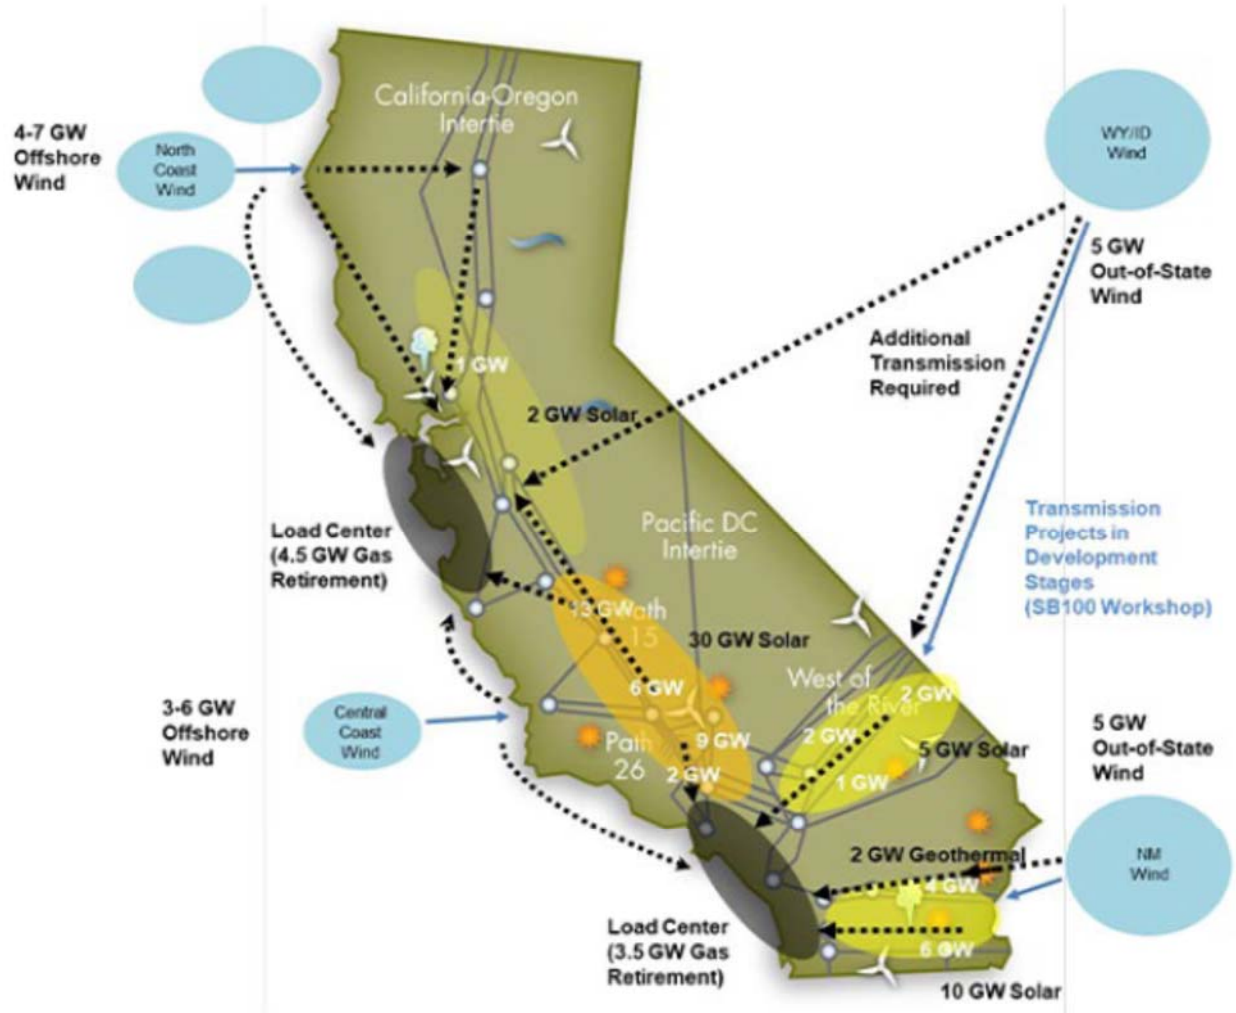 California-Oregon
Intertie
4-7 GW
Offshore
Wind
North
Coast
Wind
WY/ID
Wind
5 GW
Out-of-State
Wind
Additional
Transmission
Required
1 GW
2 GW Solar
Load Center
(4.5 GW Gas
Retirement)
Pacific DC
Intertie
Transmission
Projects in
Development
Stages
(SB100 Workshop)
13 GW
Path
15
30 GW Solar
6 GW
West of
the River
2 GW
3-6 GW
Offshore
Wind
Central
Coast
Wind
Path
26
9 GW
2 GW
2 GW
1 GW
5 GW Solar
5 GW
Out-of-State
Wind
2 GW Geothermal
4 GW
NM
Wind
Load Center
(3.5 GW Gas
Retirement)
6 GW
10 GW Solar